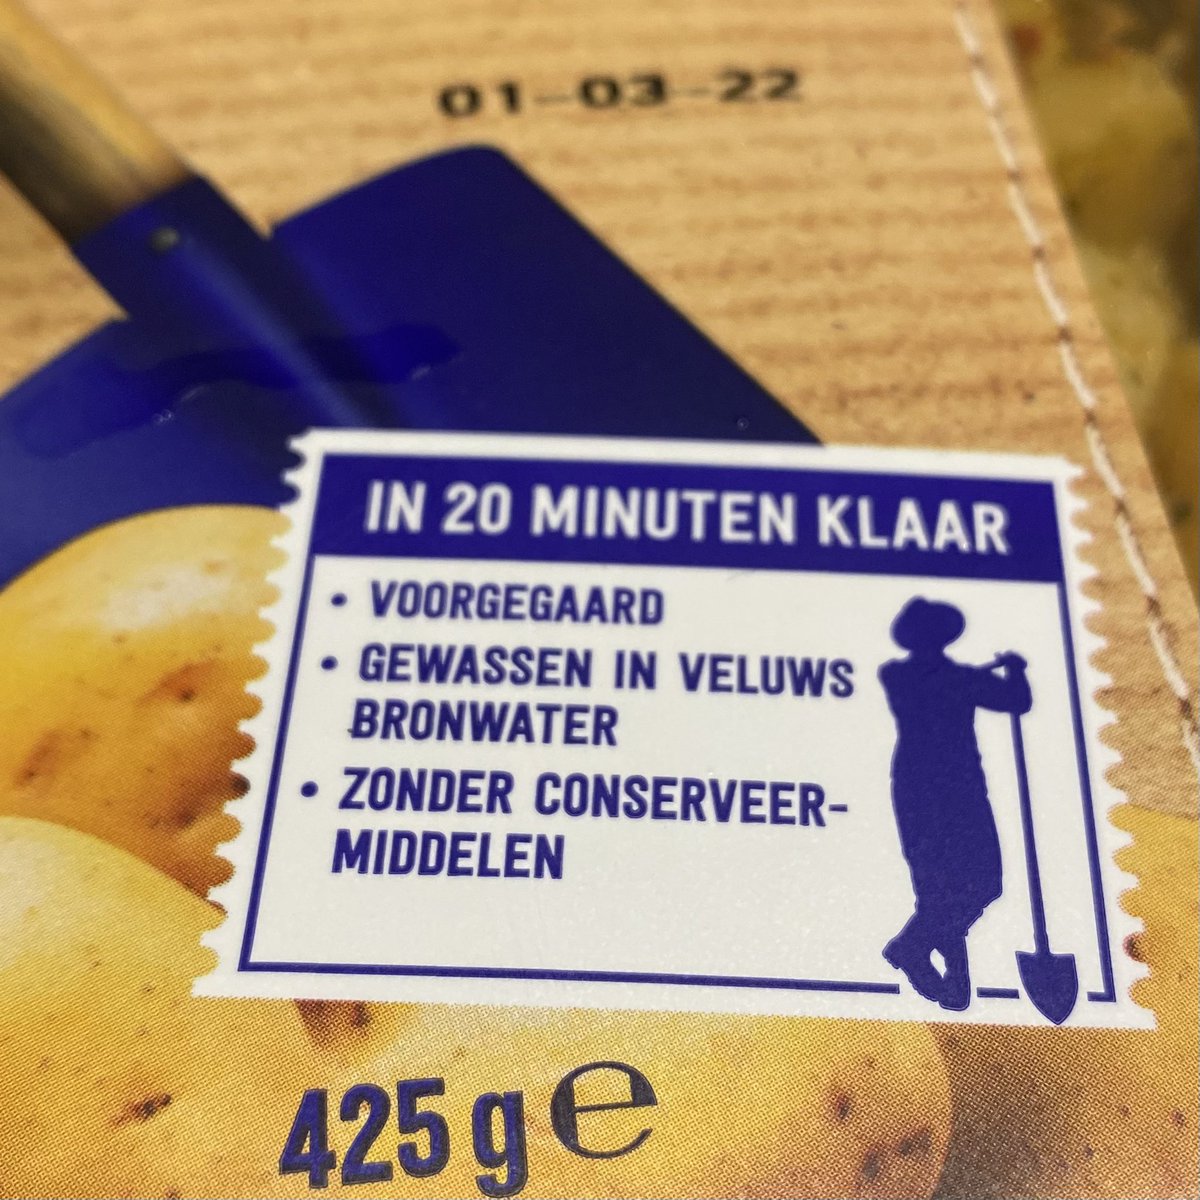 01-03-22
IN 20 MINUTEN KLAAR
• VOORGEGAARD
• GEWASSEN IN VELUWS
BRONWATER
• ZONDER CONSERVEER-
MIDDELEN
425 g ℮